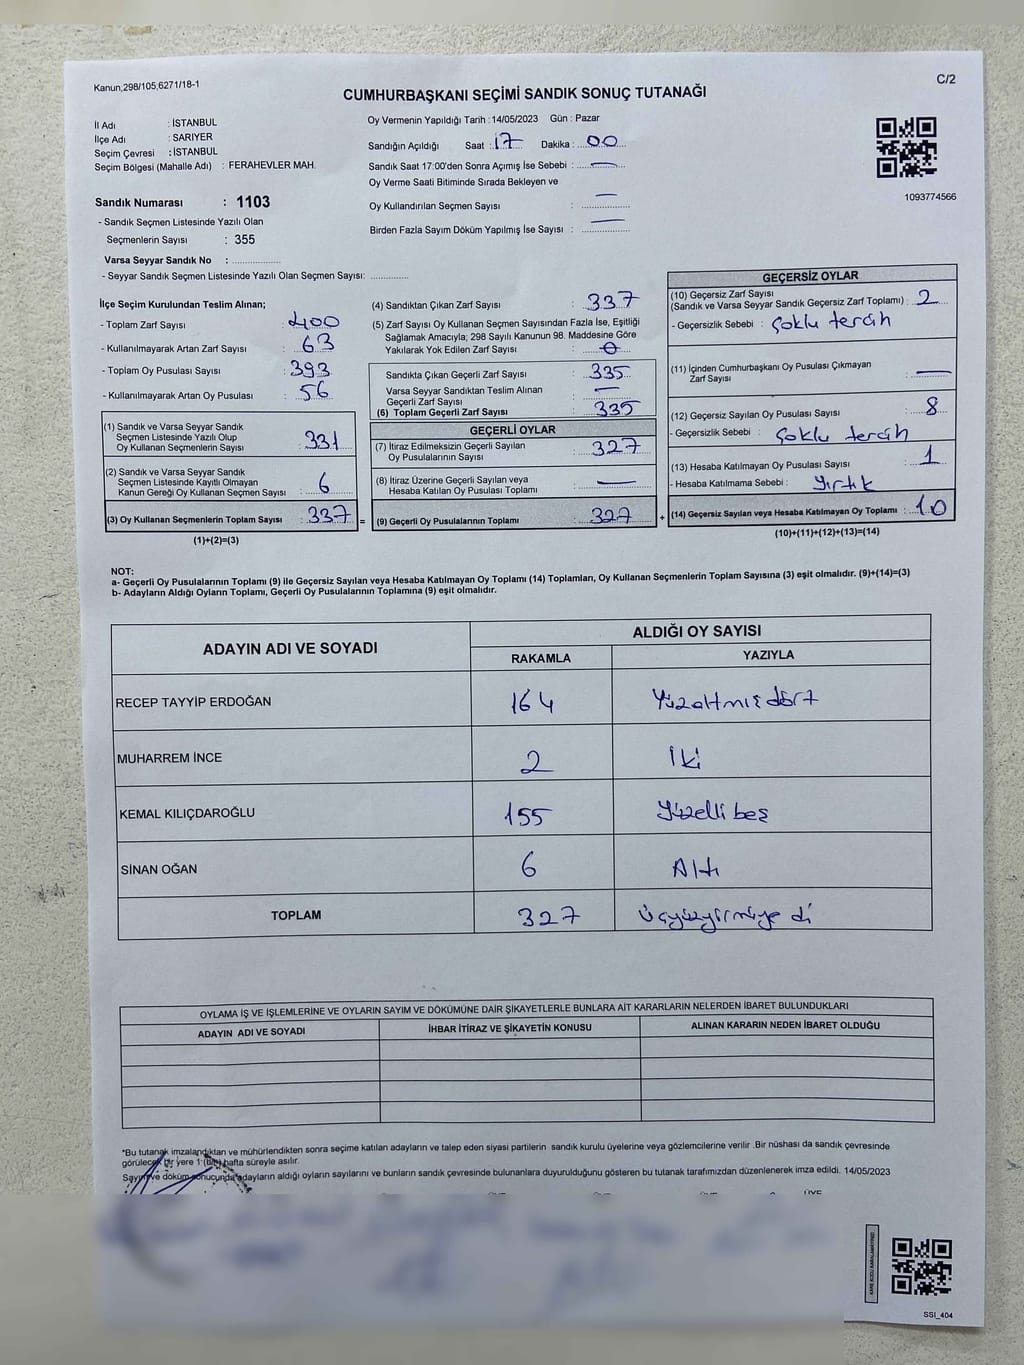 Kanun;298/105;6271/18-1
C/2
CUMHURBAŞKANI SEÇİMİ SANDIK SONUÇ TUTANAĞI
İl Adı : İSTANBUL
İlçe Adı : SARIYER
Seçim Çevresi : İSTANBUL
Seçim Bölgesi (Mahalle Adı) : FERAHEVLER MAH.
Sandık Numarası : 1103
- Sandık Seçmen Listesinde Yazılı Olan
Seçmenlerin Sayısı : 355
Varsa Seyyar Sandık No : ................
- Seyyar Sandık Seçmen Listesinde Yazılı Olan Seçmen Sayısı: .............
Oy Vermenin Yapıldığı Tarih : 14/05/2023 Gün : Pazar
Sandığın Açıldığı Saat : 17 Dakika : 00
Sandık Saat 17:00'den Sonra Açımış İse Sebebi : —
Oy Verme Saati Bitiminde Sırada Bekleyen ve
Oy Kullandırılan Seçmen Sayısı : —
Birden Fazla Sayım Döküm Yapılmış İse Sayısı : —
1093774566
İlçe Seçim Kurulundan Teslim Alınan;
- Toplam Zarf Sayısı : 400
- Kullanılmayarak Artan Zarf Sayısı : 63
- Toplam Oy Pusulası Sayısı : 393
- Kullanılmayarak Artan Oy Pusulası : 56
(1) Sandık ve Varsa Seyyar Sandık
Seçmen Listesinde Yazılı Olup
Oy Kullanan Seçmenlerin Sayısı : 331
(2) Sandık ve Varsa Seyyar Sandık
Seçmen Listesinde Kayıtlı Olmayan
Kanun Gereği Oy Kullanan Seçmen Sayısı : 6
(3) Oy Kullanan Seçmenlerin Toplam Sayısı : 337
(1)+(2)=(3)
=
(4) Sandıktan Çıkan Zarf Sayısı : 337
(5) Zarf Sayısı Oy Kullanan Seçmen Sayısından Fazla İse, Eşitliği
Sağlamak Amacıyla; 298 Sayılı Kanunun 98. Maddesine Göre
Yakılarak Yok Edilen Zarf Sayısı : 0
Sandıkta Çıkan Geçerli Zarf Sayısı : 335
Varsa Seyyar Sandıktan Teslim Alınan
Geçerli Zarf Sayısı : —
(6) Toplam Geçerli Zarf Sayısı : 335
GEÇERLİ OYLAR
(7) İtiraz Edilmeksizin Geçerli Sayılan
Oy Pusulalarının Sayısı : 327
(8) İtiraz Üzerine Geçerli Sayılan veya
Hesaba Katılan Oy Pusulası Toplamı : —
(9) Geçerli Oy Pusulalarının Toplamı : 327
+
GEÇERSİZ OYLAR
(10) Geçersiz Zarf Sayısı
(Sandık ve Varsa Seyyar Sandık Geçersiz Zarf Toplamı) : 2
- Geçersizlik Sebebi : Çoklu tercih
(11) İçinden Cumhurbaşkanı Oy Pusulası Çıkmayan
Zarf Sayısı : —
(12) Geçersiz Sayılan Oy Pusulası Sayısı : 8
- Geçersizlik Sebebi : Çoklu tercih
(13) Hesaba Katılmayan Oy Pusulası Sayısı : 1
- Hesaba Katılmama Sebebi : Yırtık
(14) Geçersiz Sayılan veya Hesaba Katılmayan Oy Toplamı : 10
(10)+(11)+(12)+(13)=(14)
NOT:
a- Geçerli Oy Pusulalarının Toplamı (9) ile Geçersiz Sayılan veya Hesaba Katılmayan Oy Toplamı (14) Toplamları, Oy Kullanan Seçmenlerin Toplam Sayısına (3) eşit olmalıdır. (9)+(14)=(3)
b- Adayların Aldığı Oyların Toplamı, Geçerli Oy Pusulalarının Toplamına (9) eşit olmalıdır.
ADAYIN ADI VE SOYADI
ALDIĞI OY SAYISI
RAKAMLA YAZIYLA
RECEP TAYYİP ERDOĞAN 164 Yüzaltmışdört
MUHARREM İNCE 2 İki
KEMAL KILIÇDAROĞLU 155 Yüzelli beş
SİNAN OĞAN 6 Altı
TOPLAM 327 Üçyüzyirmiye di
OYLAMA İŞ VE İŞLEMLERİNE VE OYLARIN SAYIM VE DÖKÜMÜNE DAİR ŞİKAYETLERLE BUNLARA AİT KARARLARIN NELERDEN İBARET BULUNDUKLARI
ADAYIN ADI VE SOYADI İHBAR İTİRAZ VE ŞİKAYETİN KONUSU ALINAN KARARIN NEDEN İBARET OLDUĞU
*Bu tutanak imzalandıktan ve mühürlendikten sonra seçime katılan adayların ve talep eden siyasi partilerin sandık kurulu üyelerine veya gözlemcilerine verilir .Bir nüshası da sandık çevresinde
görülecek bir yere 1 (bir) hafta süreyle asılır.
Sayım ve döküm sonucunda adayların aldığı oyların sayılarını ve bunların sandık çevresinde bulunanlara duyurulduğunu gösteren bu tutanak tarafımızdan düzenlenerek imza edildi. 14/05/2023
ÜYE
SSI_404